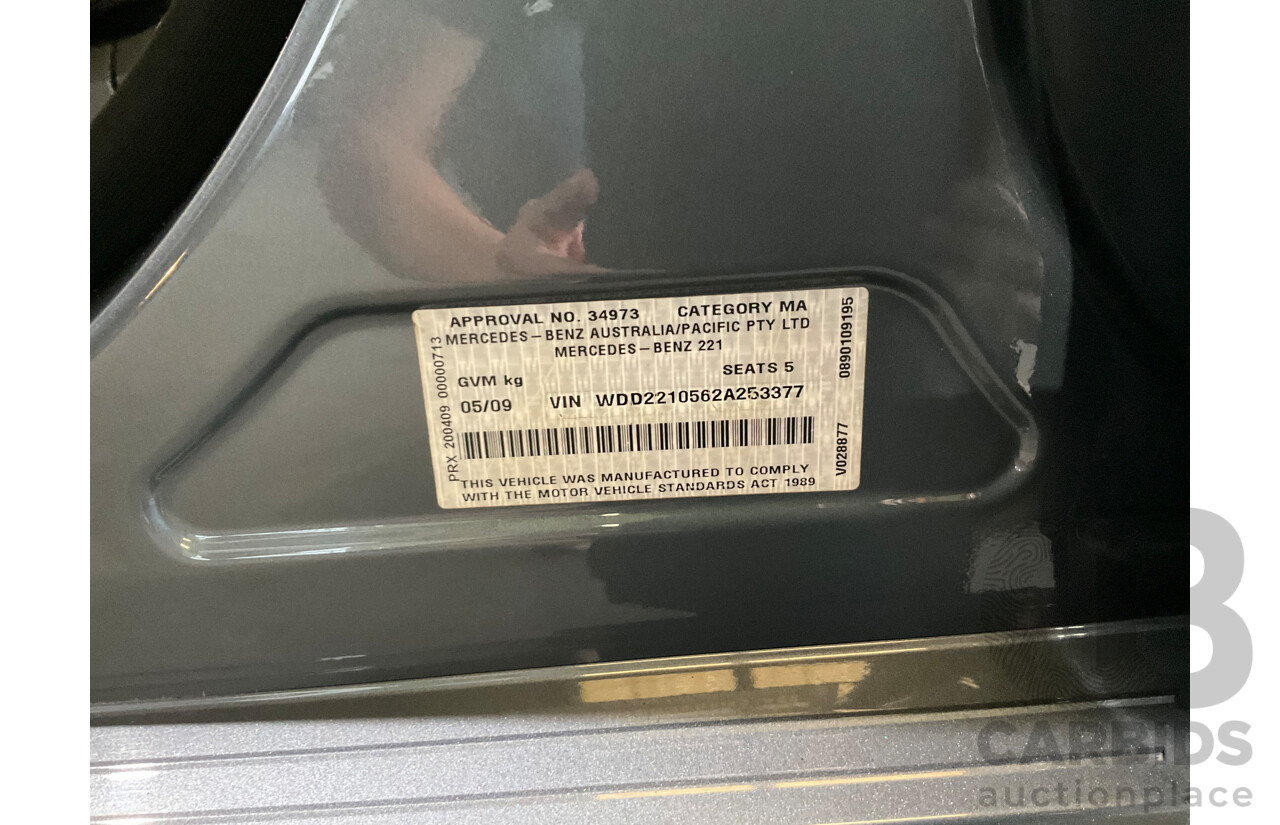 APPROVAL NO. 34973 CATEGORY MA
MERCEDES-BENZ AUSTRALIA/PACIFIC PTY LTD
MERCEDES-BENZ 221
SEATS 5
GVM kg
05/09 VIN WDD2210562A253377
THIS VEHICLE WAS MANUFACTURED TO COMPLY
WITH THE MOTOR VEHICLE STANDARDS ACT 1989
PRX 200409 00000713
0890109195
V028877
CARBIDS
auctionplace